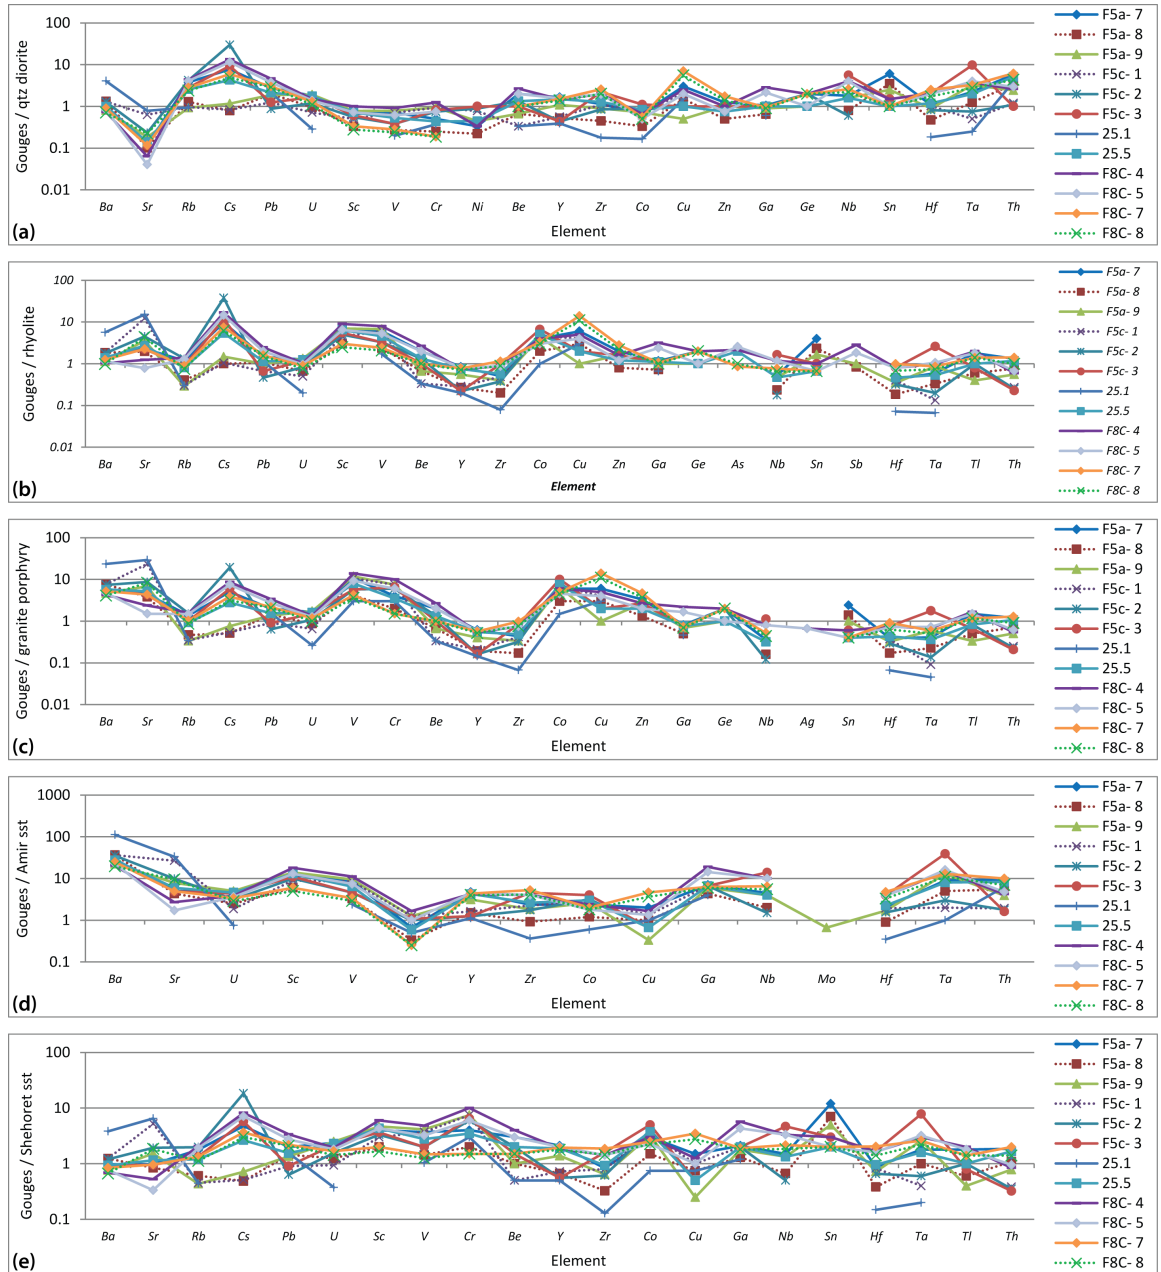 Gouges / qtz diorite
100
10
1
0.1
0.01
Ba Sr Rb Cs Pb U Sc V Cr Ni Be Y Zr Co Cu Zn Ga Ge Nb Sn Hf Ta Th
Element
(a)
F5a- 7
F5a- 8
F5a- 9
F5c- 1
F5c- 2
F5c- 3
25.1
25.5
F8C- 4
F8C- 5
F8C- 7
F8C- 8
Gouges / rhyolite
100
10
1
0.1
0.01
Ba Sr Rb Cs Pb U Sc V Be Y Zr Co Cu Zn Ga Ge As Nb Sn Sb Hf Ta Tl Th
Element
(b)
F5a- 7
F5a- 8
F5a- 9
F5c- 1
F5c- 2
F5c- 3
25.1
25.5
F8C- 4
F8C- 5
F8C- 7
F8C- 8
Gouges / granite porphyry
100
10
1
0.1
0.01
Ba Sr Rb Cs Pb U V Cr Be Y Zr Co Cu Zn Ga Ge Nb Ag Sn Hf Ta Tl Th
Element
(c)
F5a- 7
F5a- 8
F5a- 9
F5c- 1
F5c- 2
F5c- 3
25.1
25.5
F8C- 4
F8C- 5
F8C- 7
F8C- 8
Gouges / Amir sst
1000
100
10
1
0.1
Ba Sr U Sc V Cr Y Zr Co Cu Ga Nb Mo Hf Ta Th
Element
(d)
F5a- 7
F5a- 8
F5a- 9
F5c- 1
F5c- 2
F5c- 3
25.1
25.5
F8C- 4
F8C- 5
F8C- 7
F8C- 8
Gouges / Shehoret sst
100
10
1
0.1
Ba Sr Rb Cs Pb U Sc V Cr Be Y Zr Co Cu Ga Nb Sn Hf Ta Tl Th
Element
(e)
F5a- 7
F5a- 8
F5a- 9
F5c- 1
F5c- 2
F5c- 3
25.1
25.5
F8C- 4
F8C- 5
F8C- 7
F8C- 8